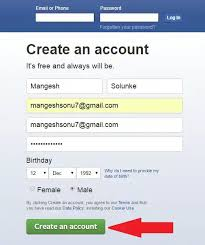 Email or Phone Password
Log In
Forgotten your password?
Create an account
It's free and always will be.
Mangesh Solunke
mangeshsonu7@gmail.com
mangeshsonu7@gmail.com
•••••••••••••
Birthday
12 Dec 1992 Why do I need to provide my date of birth?
Female Male
By clicking Create an account, you agree to our Terms and that you have read our Data Policy, including our Cookie Use.
Create an account